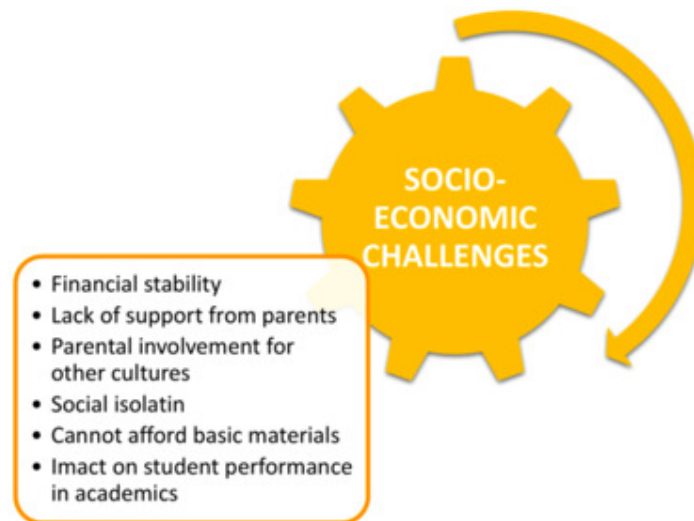 SOCIO-
ECONOMIC
CHALLENGES
• Financial stability
• Lack of support from parents
• Parental involvement for
other cultures
• Social isolatin
• Cannot afford basic materials
• Imact on student performance
in academics